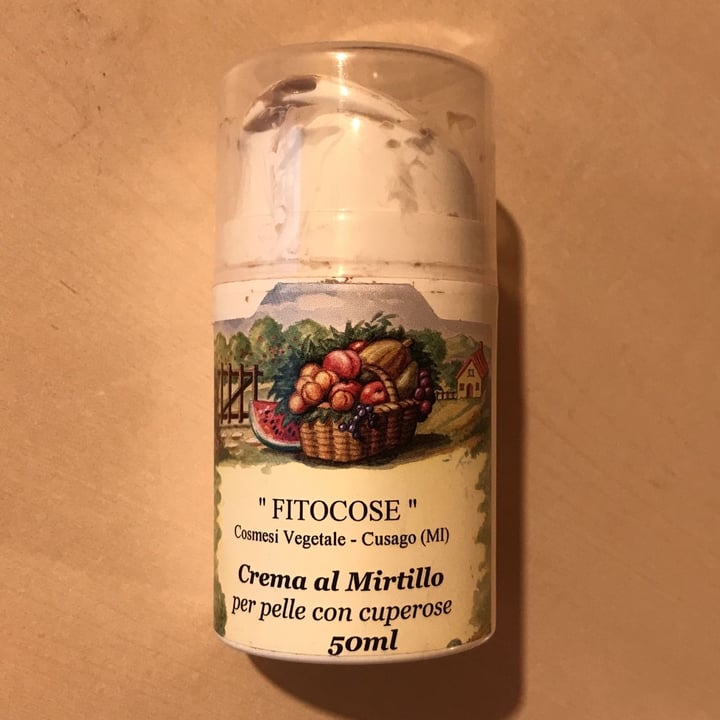 " FITOCOSE "
Cosmesi Vegetale - Cusago (MI)
Crema al Mirtillo
per pelle con cuperose
50ml